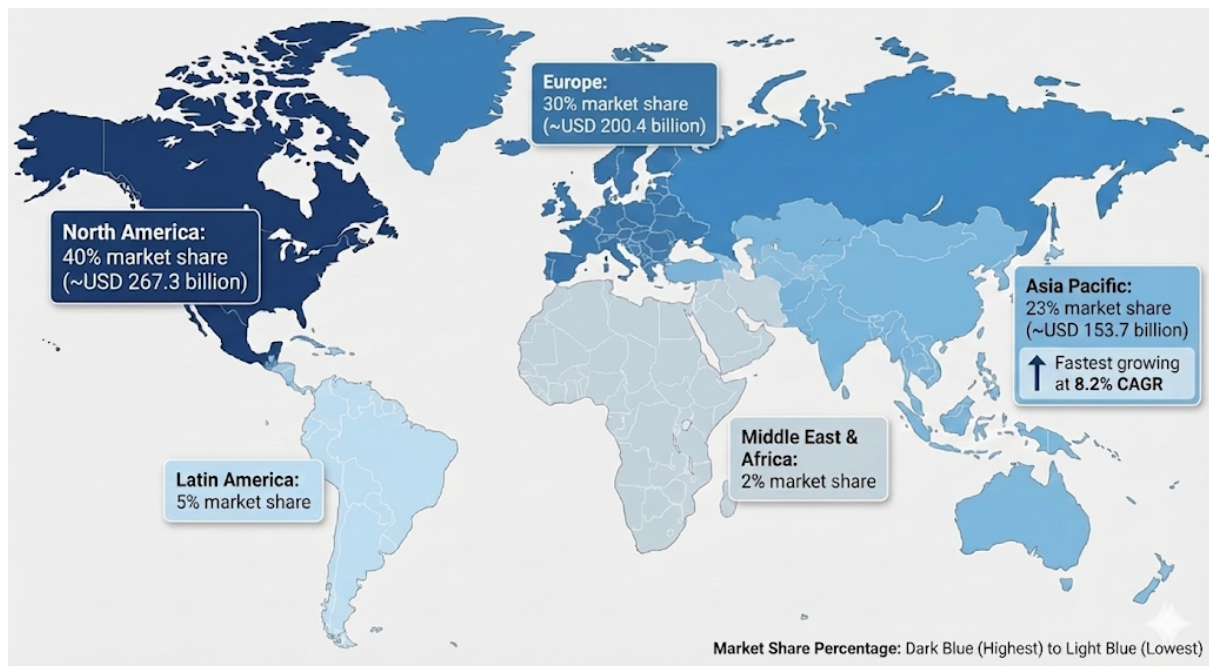 Europe:
30% market share
(~USD 200.4 billion)
North America:
40% market share
(~USD 267.3 billion)
Asia Pacific:
23% market share
(~USD 153.7 billion)
Fastest growing
at 8.2% CAGR
Middle East &
Africa:
2% market share
Latin America:
5% market share
Market Share Percentage: Dark Blue (Highest) to Light Blue (Lowest)